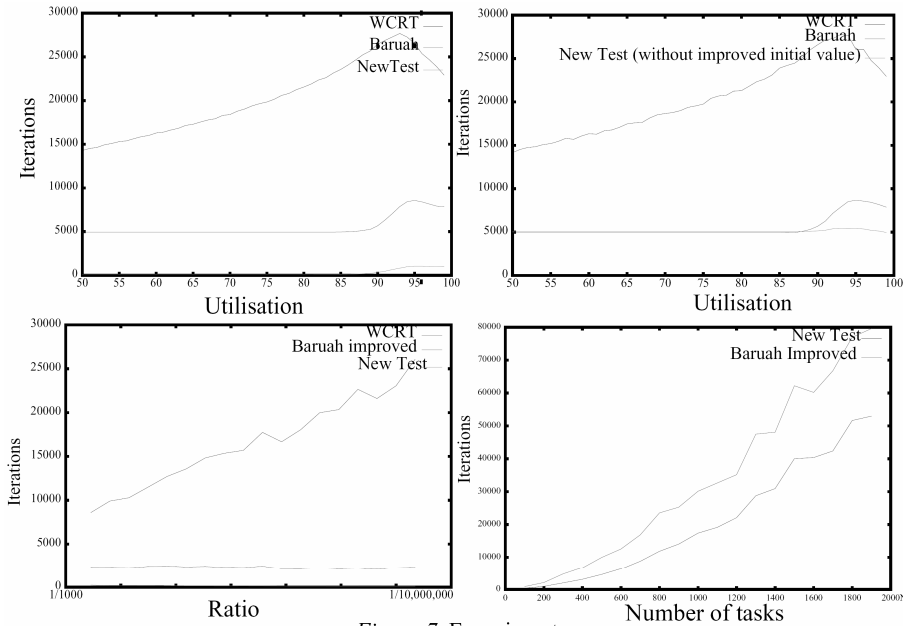 30000
25000
20000
15000
10000
5000
0
Iterations
WCRT
Baruah
NewTest
50 55 60 65 70 75 80 85 90 95 100
Utilisation
30000
25000
20000
15000
10000
5000
0
Iterations
WCRT
Baruah
New Test (without improved initial value)
50 55 60 65 70 75 80 85 90 95 100
Utilisation
30000
25000
20000
15000
10000
5000
0
Iterations
WCRT
Baruah improved
New Test
1/1000 1/10,000,000
Ratio
80000
70000
60000
50000
40000
30000
20000
10000
0
Iterations
New Test
Baruah Improved
0 200 400 600 800 1000 1200 1400 1600 1800 2000
Number of tasks